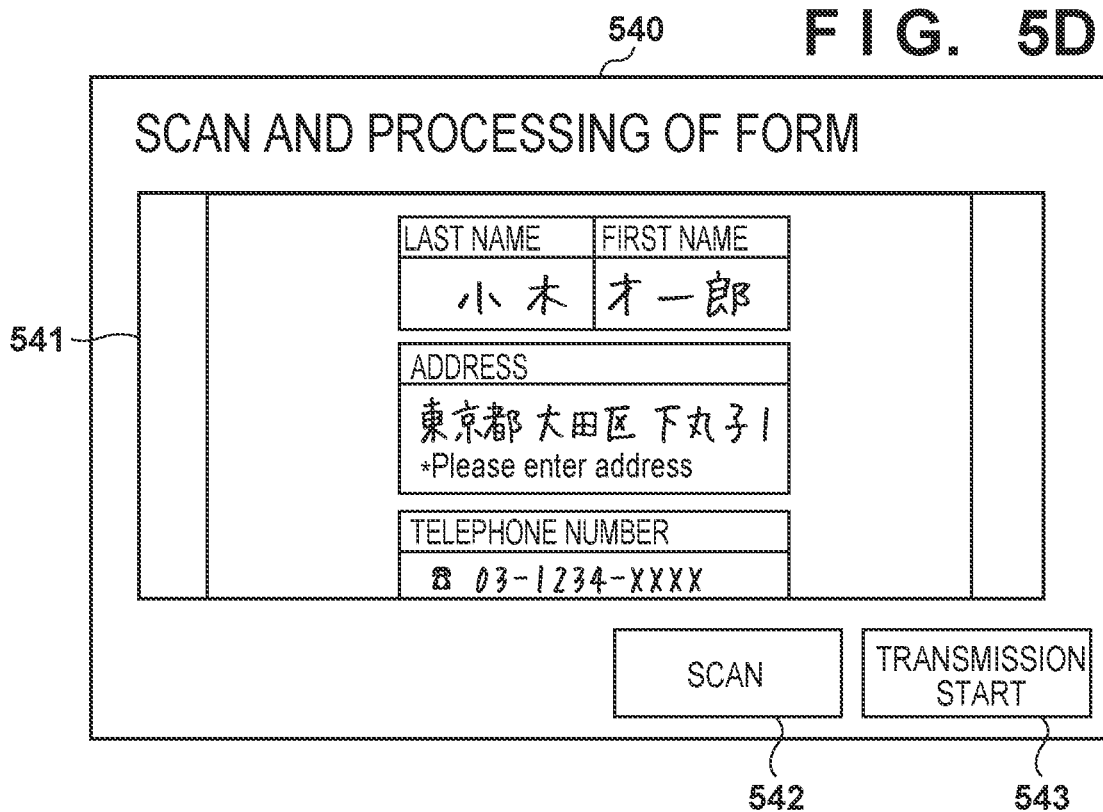 FIG. 5D
540
SCAN AND PROCESSING OF FORM
LAST NAME FIRST NAME
小木 才一郎
541
ADDRESS
東京都大田区下丸子1
*Please enter address
TELEPHONE NUMBER
☎ 03-1234-XXXX
SCAN
TRANSMISSION
START
542 543